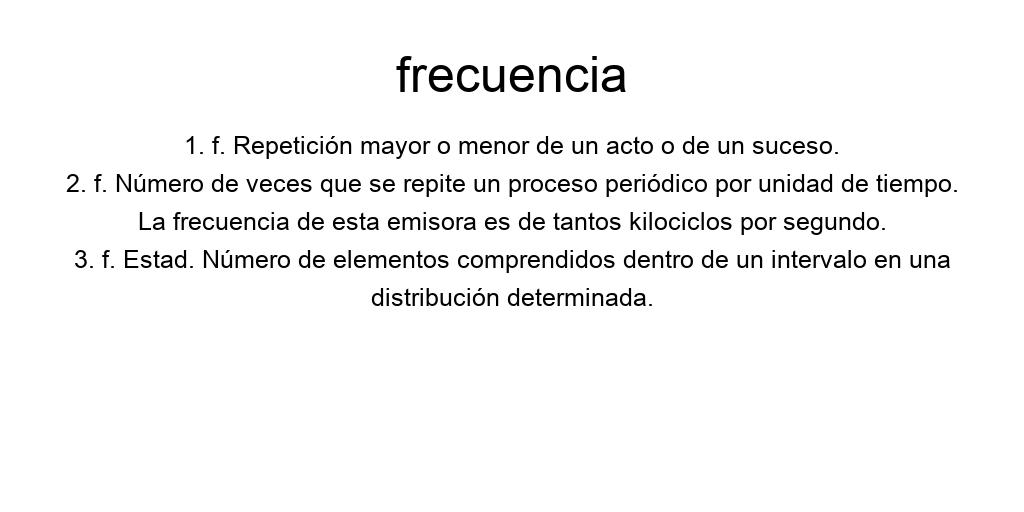 frecuencia
1. f. Repetición mayor o menor de un acto o de un suceso.
2. f. Número de veces que se repite un proceso periódico por unidad de tiempo.
La frecuencia de esta emisora es de tantos kilociclos por segundo.
3. f. Estad. Número de elementos comprendidos dentro de un intervalo en una
distribución determinada.